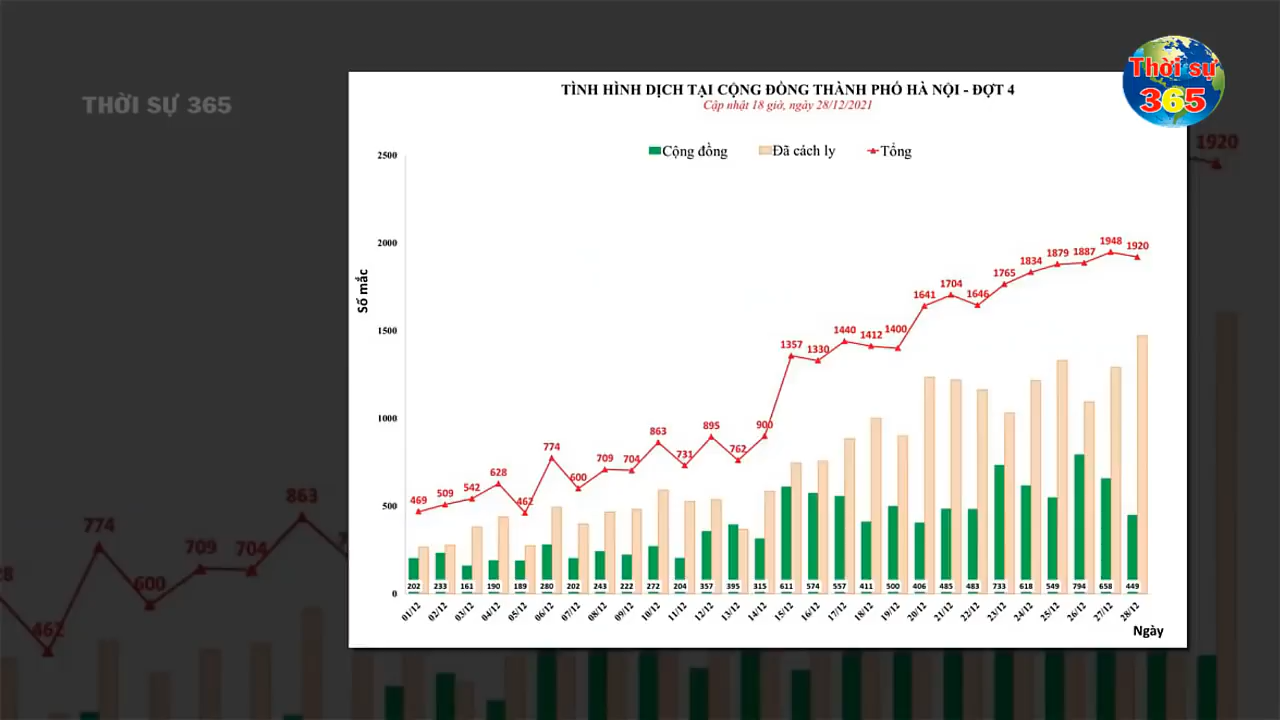 THỜI SỰ 365
Thời sự
365
TÌNH HÌNH DỊCH TẠI CỘNG ĐỒNG THÀNH PHỐ HÀ NỘI - ĐỢT 4
Cập nhật 18 giờ, ngày 28/12/2021
Cộng đồng Đã cách ly Tổng
Số mắc
2500
2000
1500
1000
500
0
469 509 542 628 462 774 600 709 704 863 731 895 762 900 1357 1330 1440 1412 1400 1641 1704 1646 1765 1834 1879 1887 1948 1920
202 233 161 190 189 280 202 243 222 272 204 357 395 315 611 574 557 411 500 406 485 483 733 618 549 794 658 449
01/12 02/12 03/12 04/12 05/12 06/12 07/12 08/12 09/12 10/12 11/12 12/12 13/12 14/12 15/12 16/12 17/12 18/12 19/12 20/12 21/12 22/12 23/12 24/12 25/12 26/12 27/12 28/12
Ngày
1920
462 774 600 709 704 863